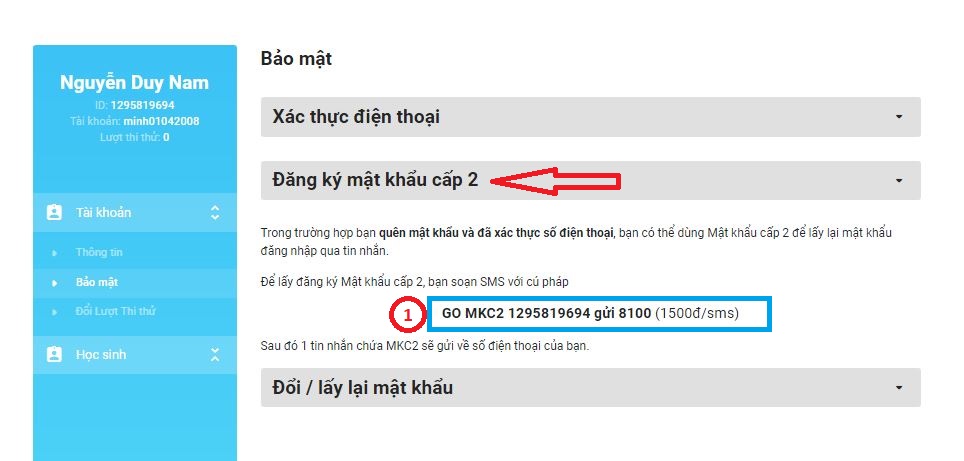 Nguyễn Duy Nam
ID: 1295819694
Tài khoản: minh01042008
Lượt thi thử: 0
Tài khoản
Thông tin
Bảo mật
Đổi Lượt Thi thử
Học sinh
Bảo mật
Xác thực điện thoại
Đăng ký mật khẩu cấp 2
Trong trường hợp bạn quên mật khẩu và đã xác thực số điện thoại, bạn có thể dùng Mật khẩu cấp 2 để lấy lại mật khẩu
đăng nhập qua tin nhắn.
Để lấy đăng ký Mật khẩu cấp 2, bạn soạn SMS với cú pháp
1 GO MKC2 1295819694 gửi 8100 (1500đ/sms)
Sau đó 1 tin nhắn chứa MKC2 sẽ gửi về số điện thoại của bạn.
Đổi / lấy lại mật khẩu